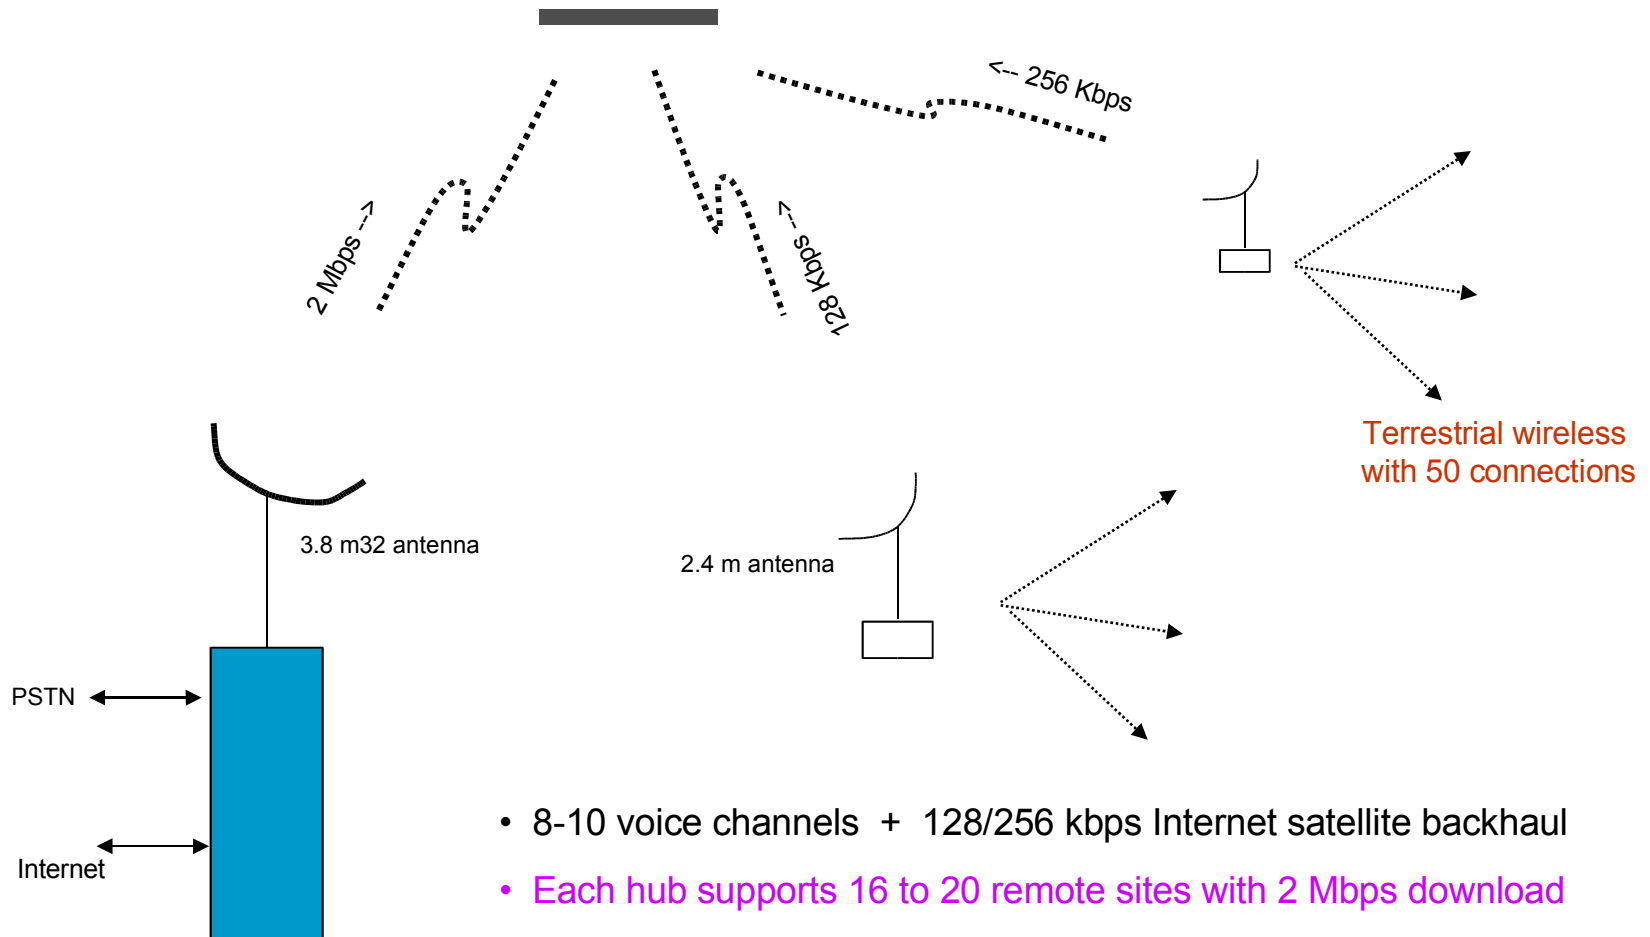 <-- 256 Kbps
2 Mbps -->
<-- 128 Kbps
Terrestrial wireless
with 50 connections
3.8 m32 antenna
2.4 m antenna
PSTN
Internet
• 8-10 voice channels + 128/256 kbps Internet satellite backhaul
• Each hub supports 16 to 20 remote sites with 2 Mbps download